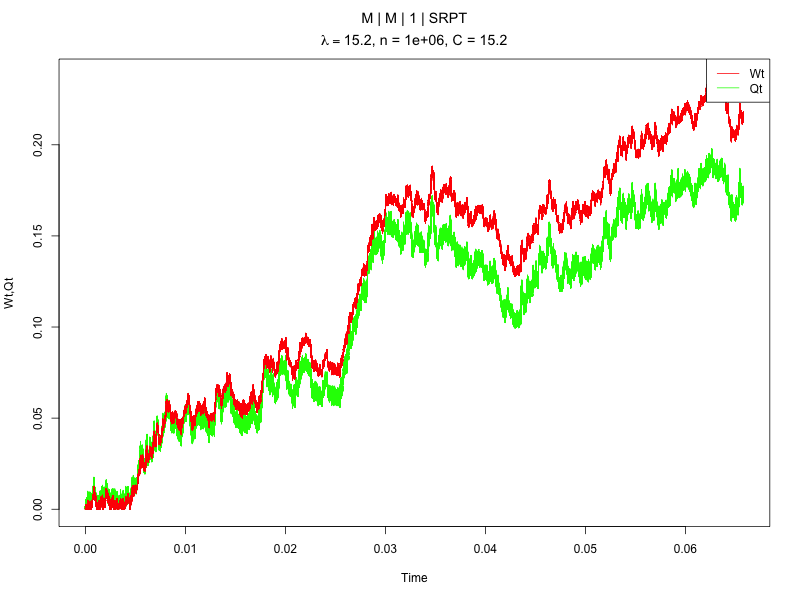 M | M | 1 | SRPT
λ = 15.2, n = 1e+06, C = 15.2
Wt
Qt
Wt,Qt
0.20
0.15
0.10
0.05
0.00
0.00 0.01 0.02 0.03 0.04 0.05 0.06
Time